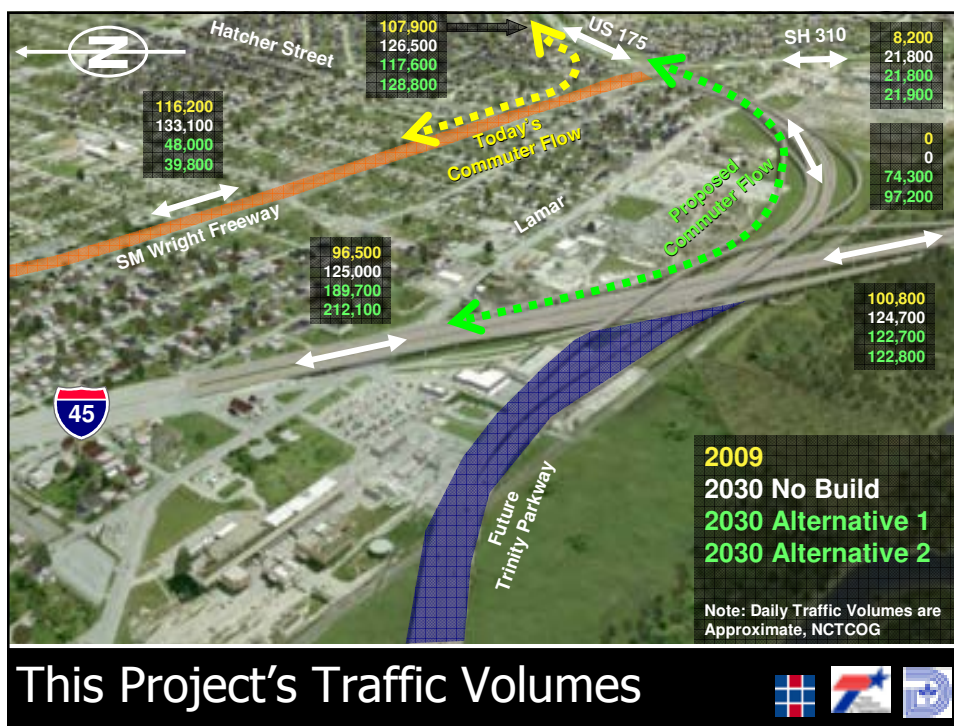 Hatcher Street
107,900
126,500
117,600
128,800
US 175
SH 310
8,200
21,800
21,800
21,900
N
116,200
133,100
48,000
39,800
Today's
Commuter Flow
0
0
74,300
97,200
Proposed
Commuter Flow
Lamar
SM Wright Freeway
96,500
125,000
189,700
212,100
100,800
124,700
122,700
122,800
45
Future
Trinity Parkway
2009
2030 No Build
2030 Alternative 1
2030 Alternative 2
Note: Daily Traffic Volumes are
Approximate, NCTCOG
This Project's Traffic Volumes